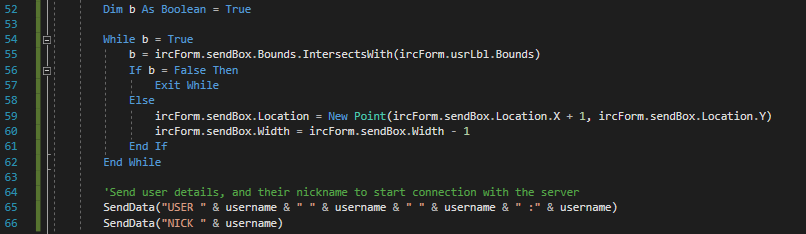 52 Dim b As Boolean = True
53
54 While b = True
55 b = ircForm.sendBox.Bounds.IntersectsWith(ircForm.usrLbl.Bounds)
56 If b = False Then
57 Exit While
58 Else
59 ircForm.sendBox.Location = New Point(ircForm.sendBox.Location.X + 1, ircForm.sendBox.Location.Y)
60 ircForm.sendBox.Width = ircForm.sendBox.Width - 1
61 End If
62 End While
63
64 'Send user details, and their nickname to start connection with the server
65 SendData("USER " & username & " " & username & " " & username & " :" & username)
66 SendData("NICK " & username)